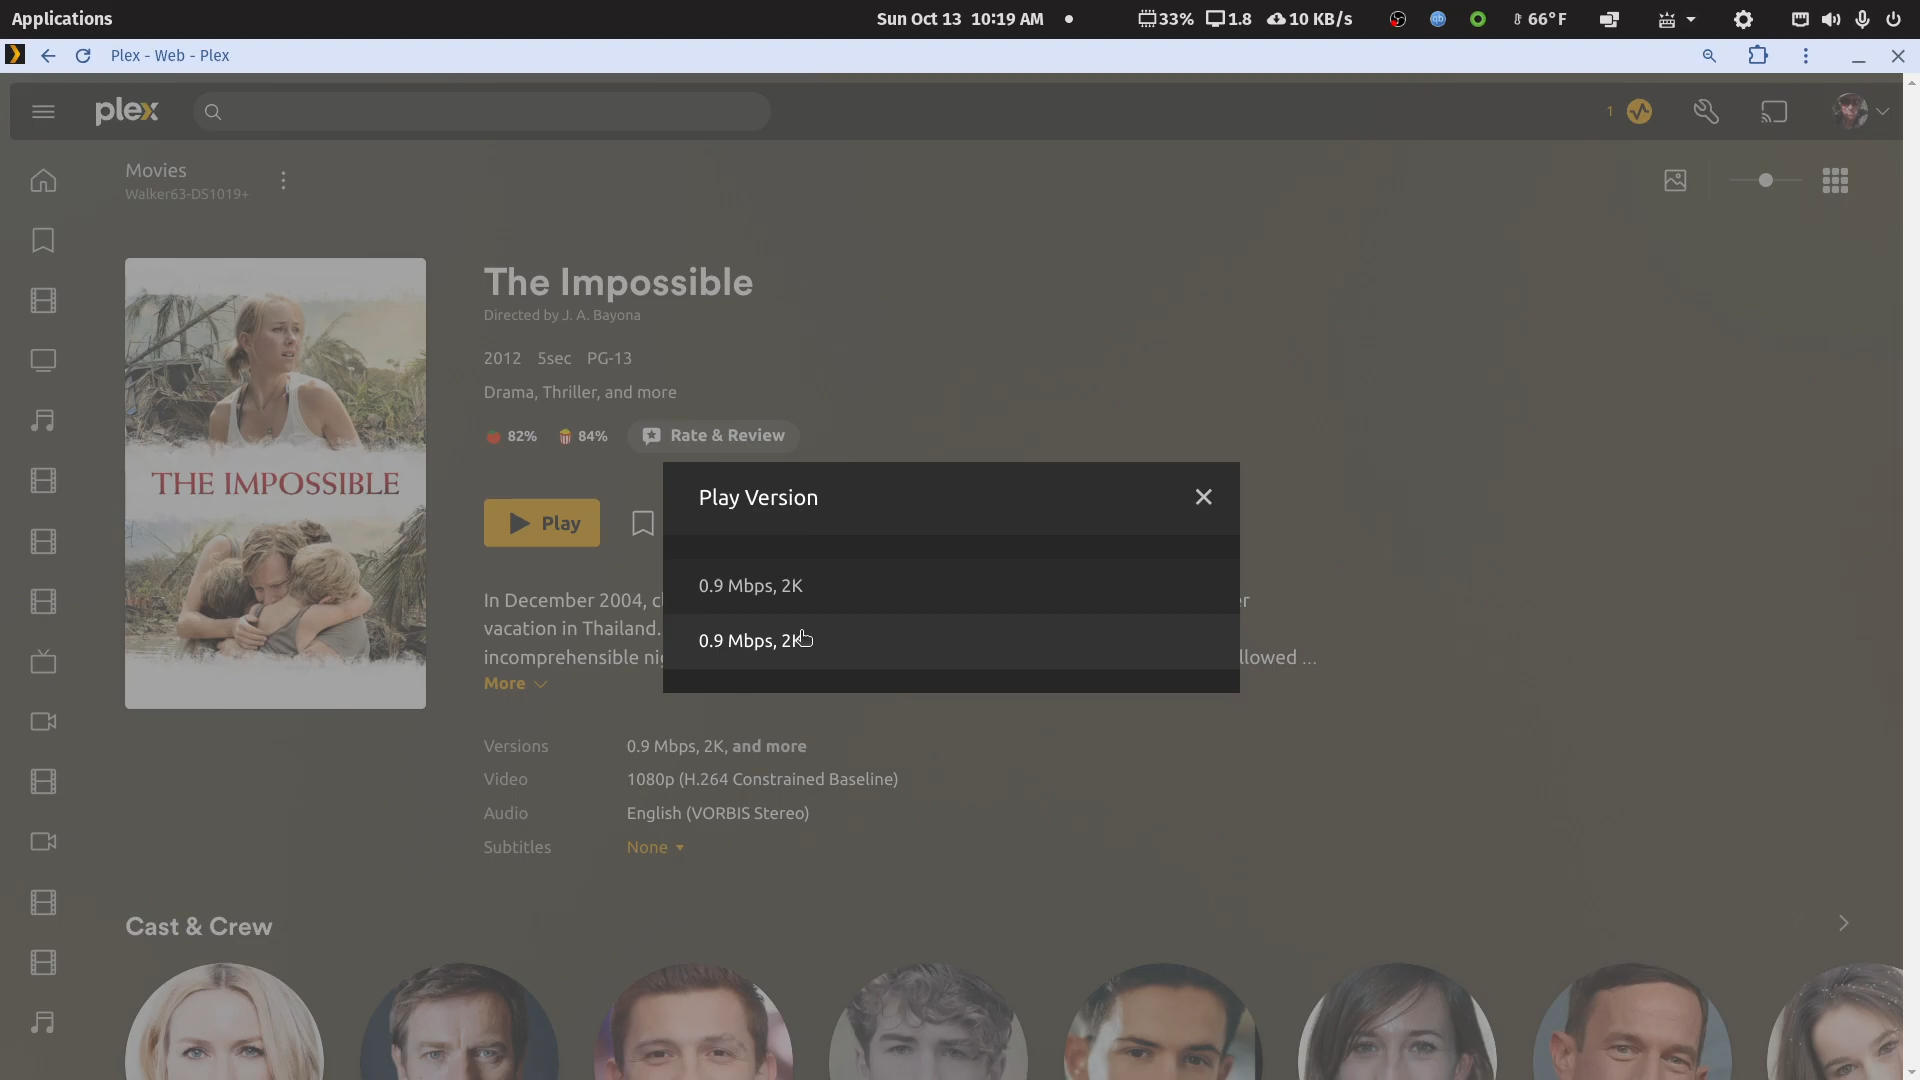 Applications
Sun Oct 13 10:19 AM
33% 1.8 10 KB/s
66°F
Plex - Web - Plex
plex
1
Movies
Walker63-DS1019+
The Impossible
Directed by J. A. Bayona
2012 5sec PG-13
Drama, Thriller, and more
82% 84% Rate & Review
THE IMPOSSIBLE
Play
Play Version
0.9 Mbps, 2K
0.9 Mbps, 2K
In December 2004,
vacation in Thailand.
incomprehensible
llowed ...
More
Versions 0.9 Mbps, 2K, and more
Video 1080p (H.264 Constrained Baseline)
Audio English (VORBIS Stereo)
Subtitles None
Cast & Crew